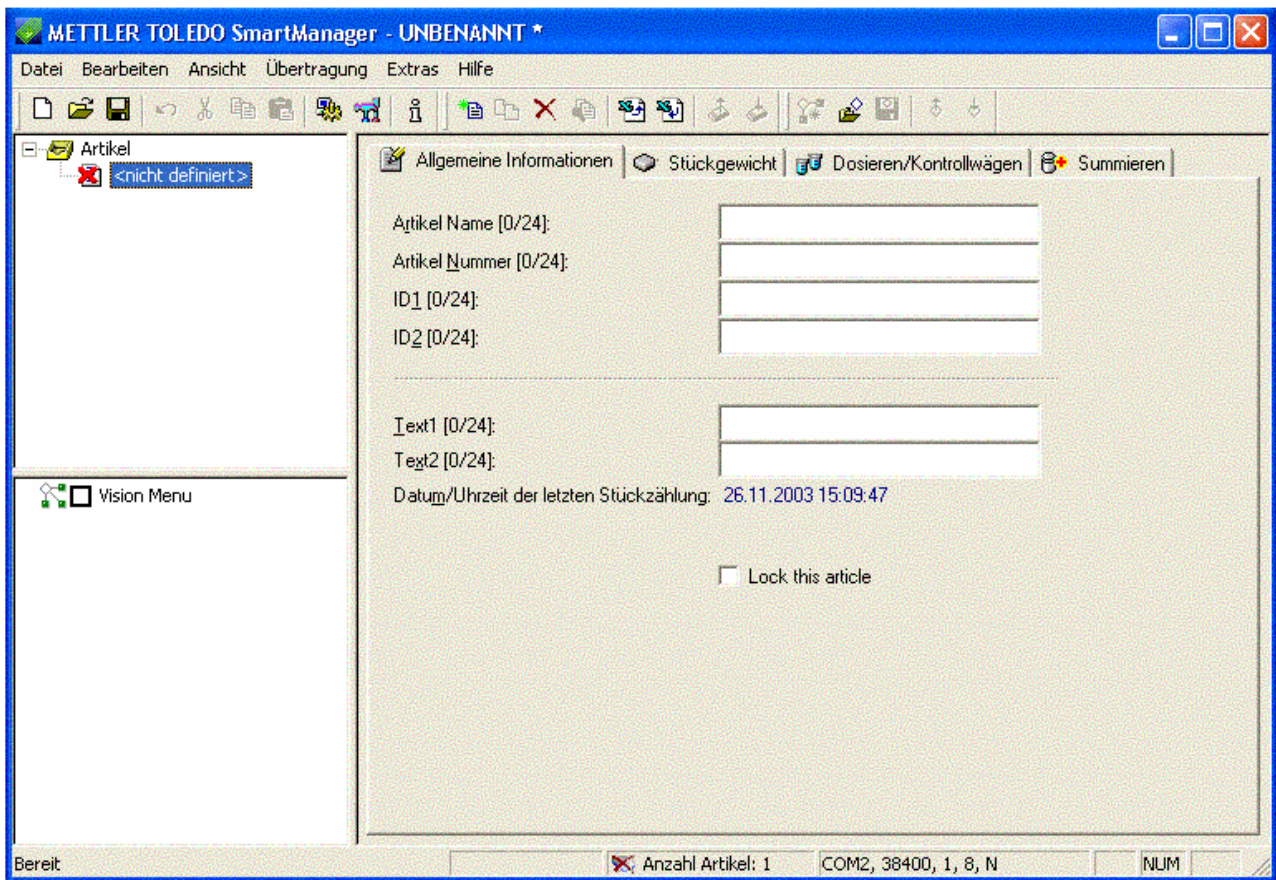 METTLER TOLEDO SmartManager - UNBENANNT *
Datei Bearbeiten Ansicht Übertragung Extras Hilfe
Artikel
<nicht definiert>
Vision Menu
Allgemeine Informationen Stückgewicht Dosieren/Kontrollwägen Summieren
Artikel Name [0/24]:
Artikel Nummer [0/24]:
ID1 [0/24]:
ID2 [0/24]:
Text1 [0/24]:
Text2 [0/24]:
Datum/Uhrzeit der letzten Stückzählung: 26.11.2003 15:09:47
Lock this article
Bereit Anzahl Artikel: 1 COM2, 38400, 1, 8, N NUM